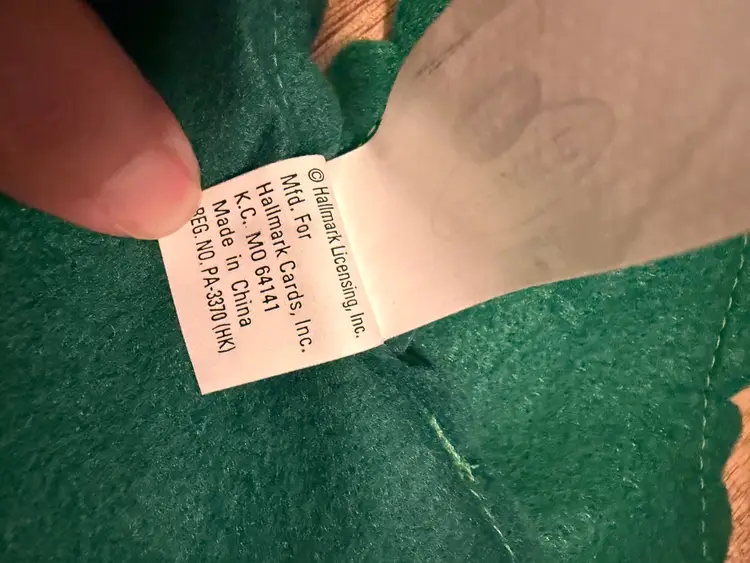 © Hallmark Licensing, Inc.
Mfd. For
Hallmark Cards, Inc.
K.C., MO 64141
Made in China
REG. NO. PA-3370 (HK)